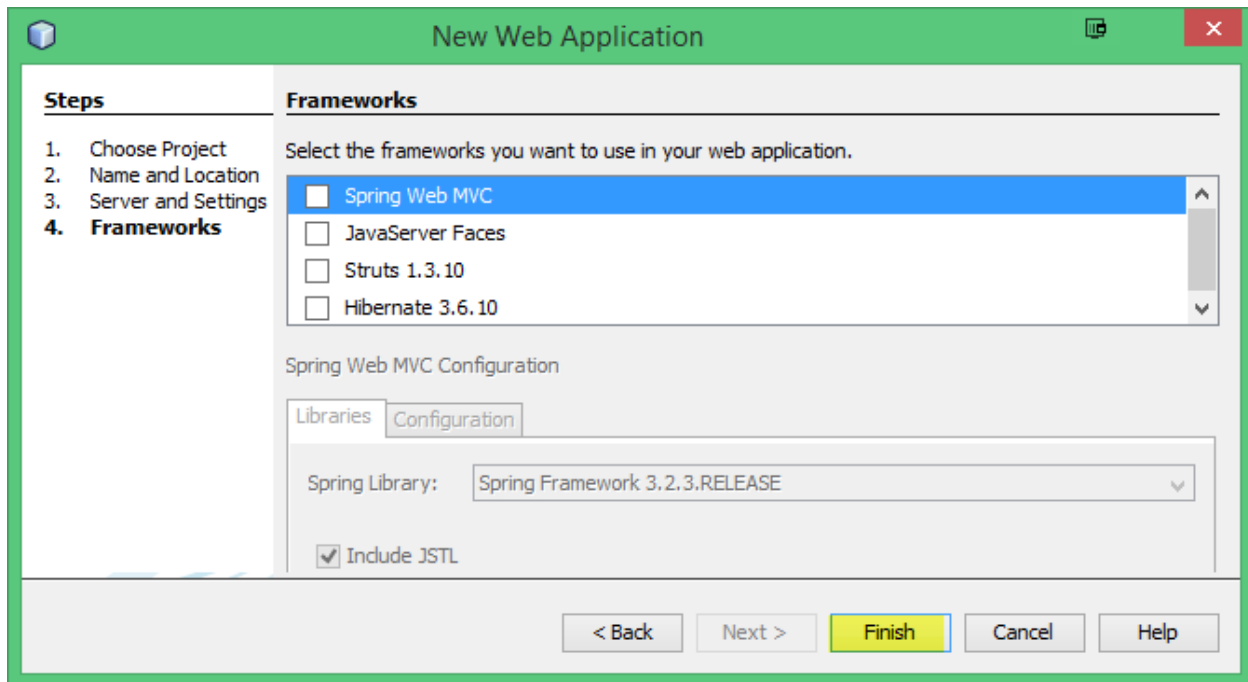 New Web Application
Steps
1. Choose Project
2. Name and Location
3. Server and Settings
4. Frameworks
Frameworks
Select the frameworks you want to use in your web application.
Spring Web MVC
JavaServer Faces
Struts 1.3.10
Hibernate 3.6.10
Spring Web MVC Configuration
Libraries Configuration
Spring Library: Spring Framework 3.2.3.RELEASE
Include JSTL
< Back Next > Finish Cancel Help